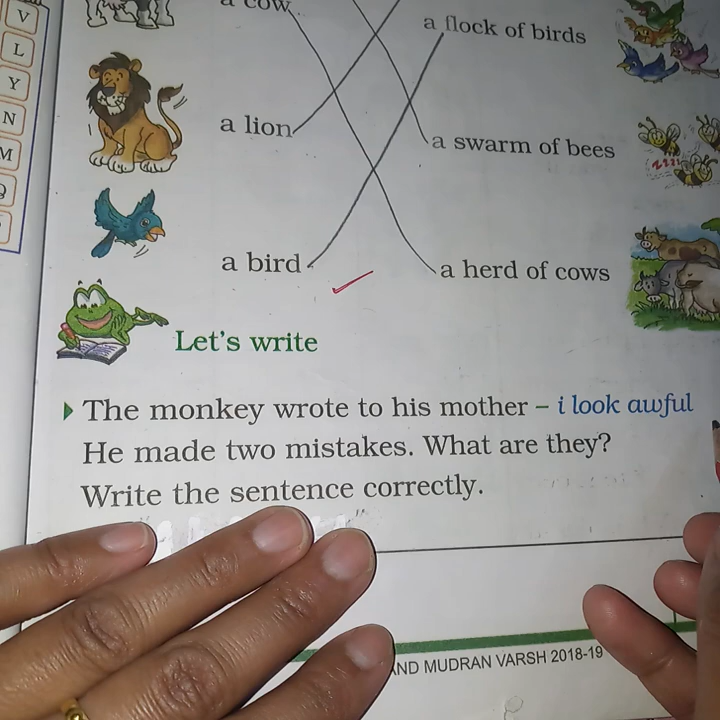 V
L
Y
N
M
a cow
a flock of birds
a lion
a swarm of bees
a bird
a herd of cows
Let's write
The monkey wrote to his mother – i look awful
He made two mistakes. What are they?
Write the sentence correctly.
MUDRAN VARSH 2018-19